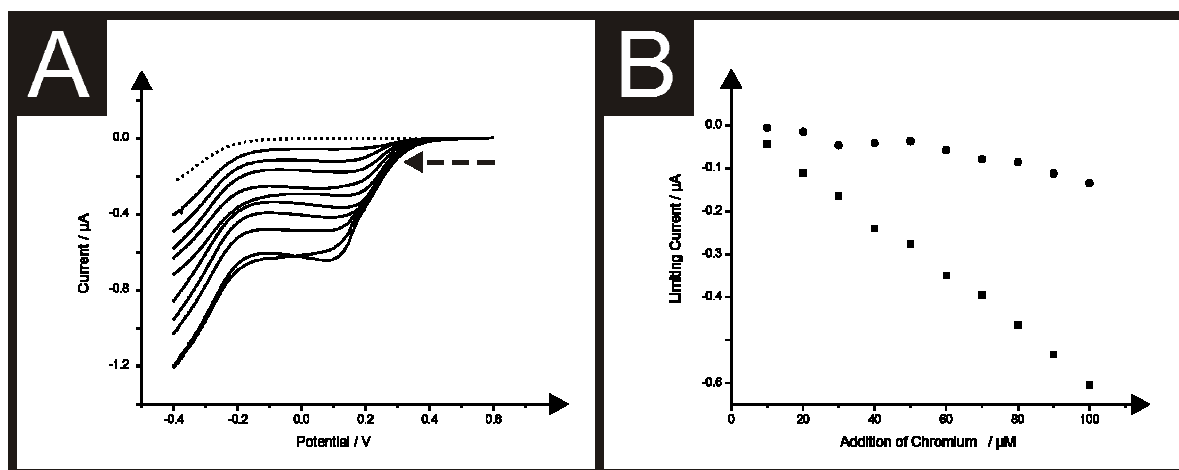 A
0.0
-0.4
-0.8
-1.2
Current / µA
-0.4 -0.2 0.0 0.2 0.4 0.6
Potential / V
B
0.0
-0.1
-0.2
-0.3
-0.4
-0.6
Limiting Current / µA
0 20 40 60 80 100
Addition of Chromium / µM